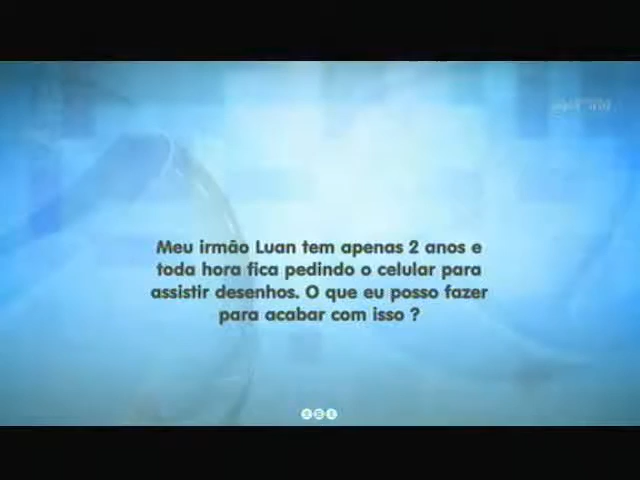 Meu irmão Luan tem apenas 2 anos e
toda hora fica pedindo o celular para
assistir desenhos. O que eu posso fazer
para acabar com isso ?